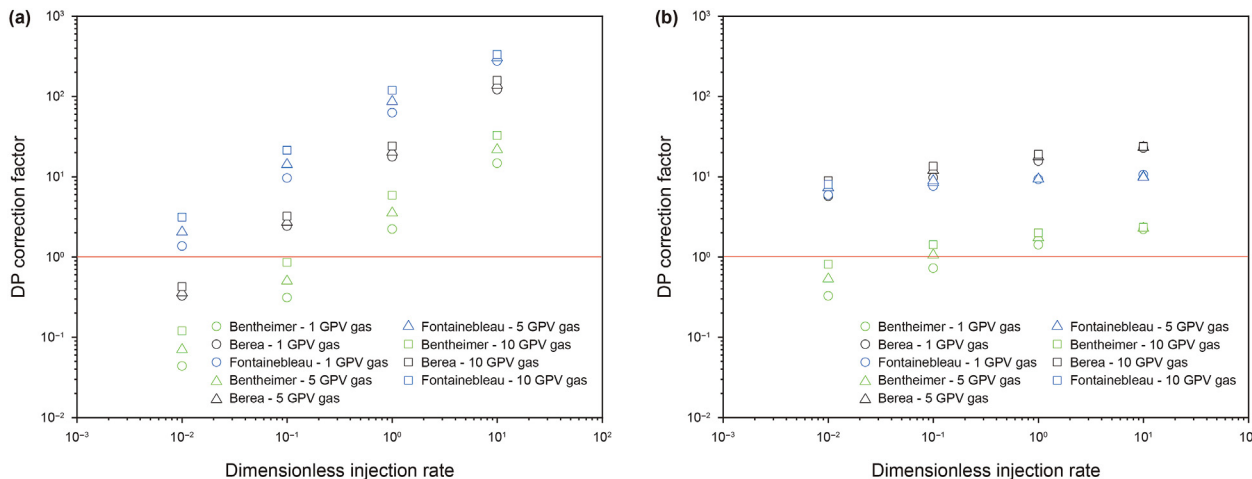 (a)
DP correction factor
10³
10²
10¹
10⁰
10⁻¹
10⁻²
Bentheimer - 1 GPV gas
Berea - 1 GPV gas
Fontainebleau - 1 GPV gas
Bentheimer - 5 GPV gas
Berea - 5 GPV gas
Fontainebleau - 5 GPV gas
Bentheimer - 10 GPV gas
Berea - 10 GPV gas
Fontainebleau - 10 GPV gas
10⁻³ 10⁻² 10⁻¹ 10⁰ 10¹ 10²
Dimensionless injection rate
(b)
DP correction factor
10³
10²
10¹
10⁰
10⁻¹
10⁻²
Bentheimer - 1 GPV gas
Berea - 1 GPV gas
Fontainebleau - 1 GPV gas
Bentheimer - 5 GPV gas
Berea - 5 GPV gas
Fontainebleau - 5 GPV gas
Bentheimer - 10 GPV gas
Berea - 10 GPV gas
Fontainebleau - 10 GPV gas
10⁻³ 10⁻² 10⁻¹ 10⁰ 10¹
Dimensionless injection rate